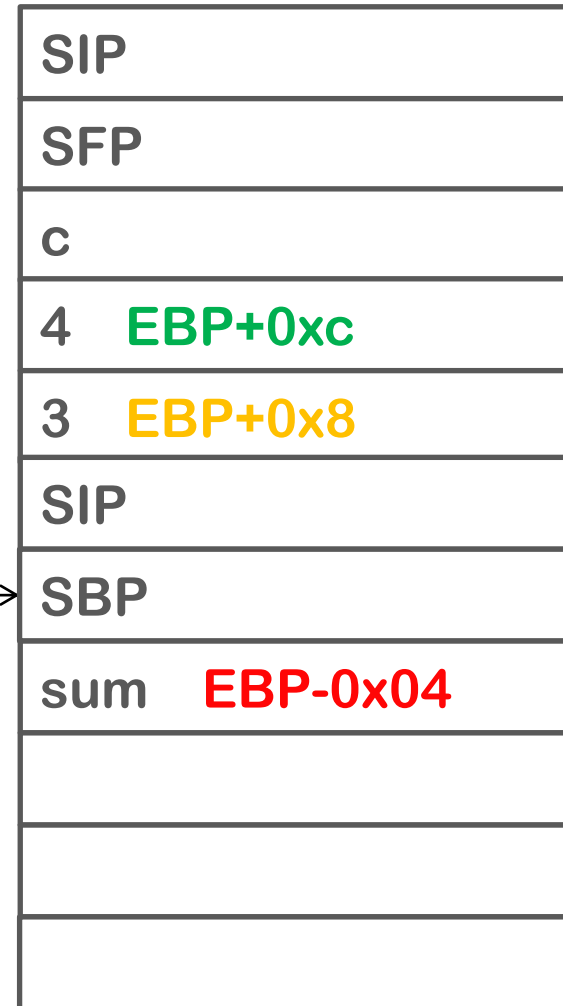 SIP
SFP
c
4 EBP+0xc
3 EBP+0x8
SIP
SBP
sum EBP-0x04